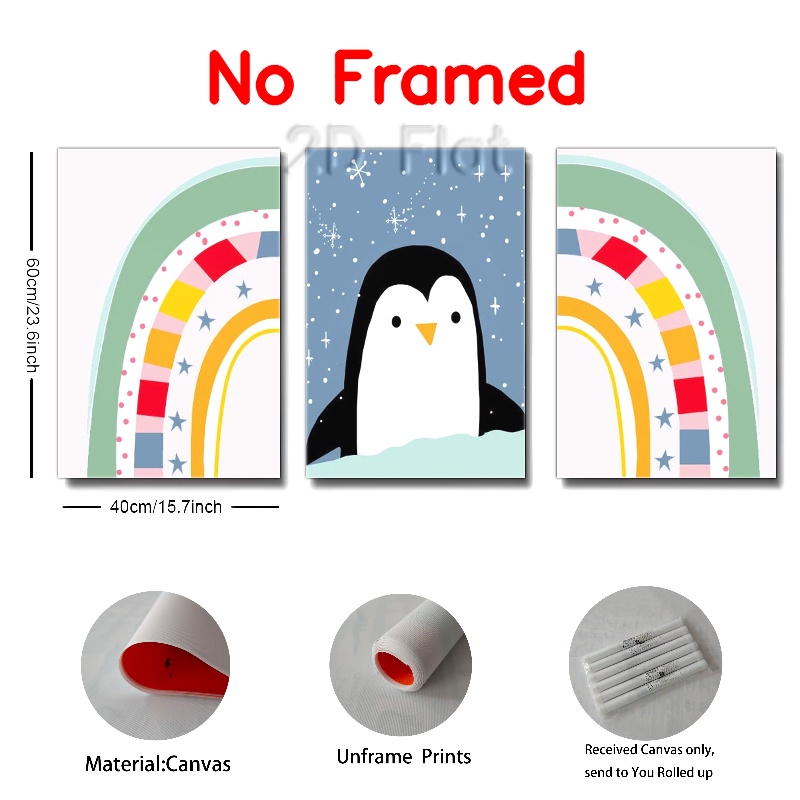 No Framed
2D Flat
60cm/23.6inch
40cm/15.7inch
Material:Canvas
Unframe Prints
Received Canvas only,
send to You Rolled up